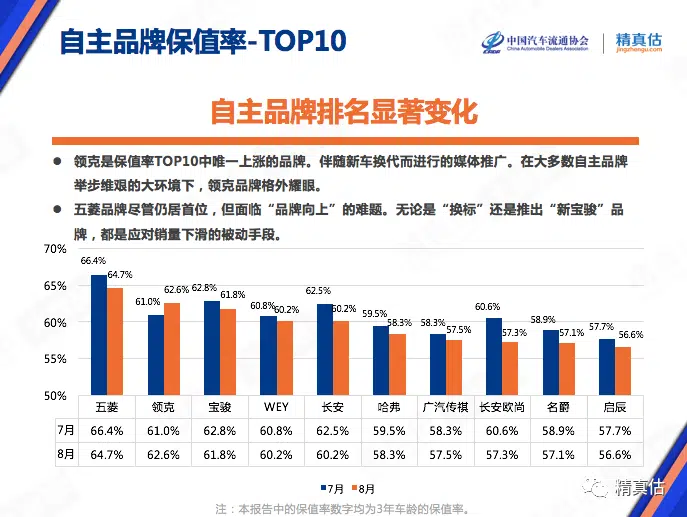 自主品牌保值率-TOP10
中国汽车流通协会
China Automobile Dealers Association
精真估
jingzhengu.com
自主品牌排名显著变化
● 领克是保值率TOP10中唯一上涨的品牌。伴随新车换代而进行的媒体推广。在大多数自主品牌
举步维艰的大环境下，领克品牌格外耀眼。
● 五菱品牌尽管仍居首位，但面临“品牌向上”的难题。无论是“换标”还是推出“新宝骏”品
牌，都是应对销量下滑的被动手段。
70%
65%
60%
55%
50%
66.4% 64.7% 61.0% 62.6% 62.8% 61.8% 60.8% 60.2% 62.5% 60.2% 59.5% 58.3% 58.3% 57.5% 60.6% 57.3% 58.9% 57.1% 57.7% 56.6%
五菱 领克 宝骏 WEY 长安 哈弗 广汽传祺 长安欧尚 名爵 启辰
7月 66.4% 61.0% 62.8% 60.8% 62.5% 59.5% 58.3% 60.6% 58.9% 57.7%
8月 64.7% 62.6% 61.8% 60.2% 60.2% 58.3% 57.5% 57.3% 57.1% 56.6%
7月 8月
精真估
注：本报告中的保值率数字均为3年车龄的保值率。